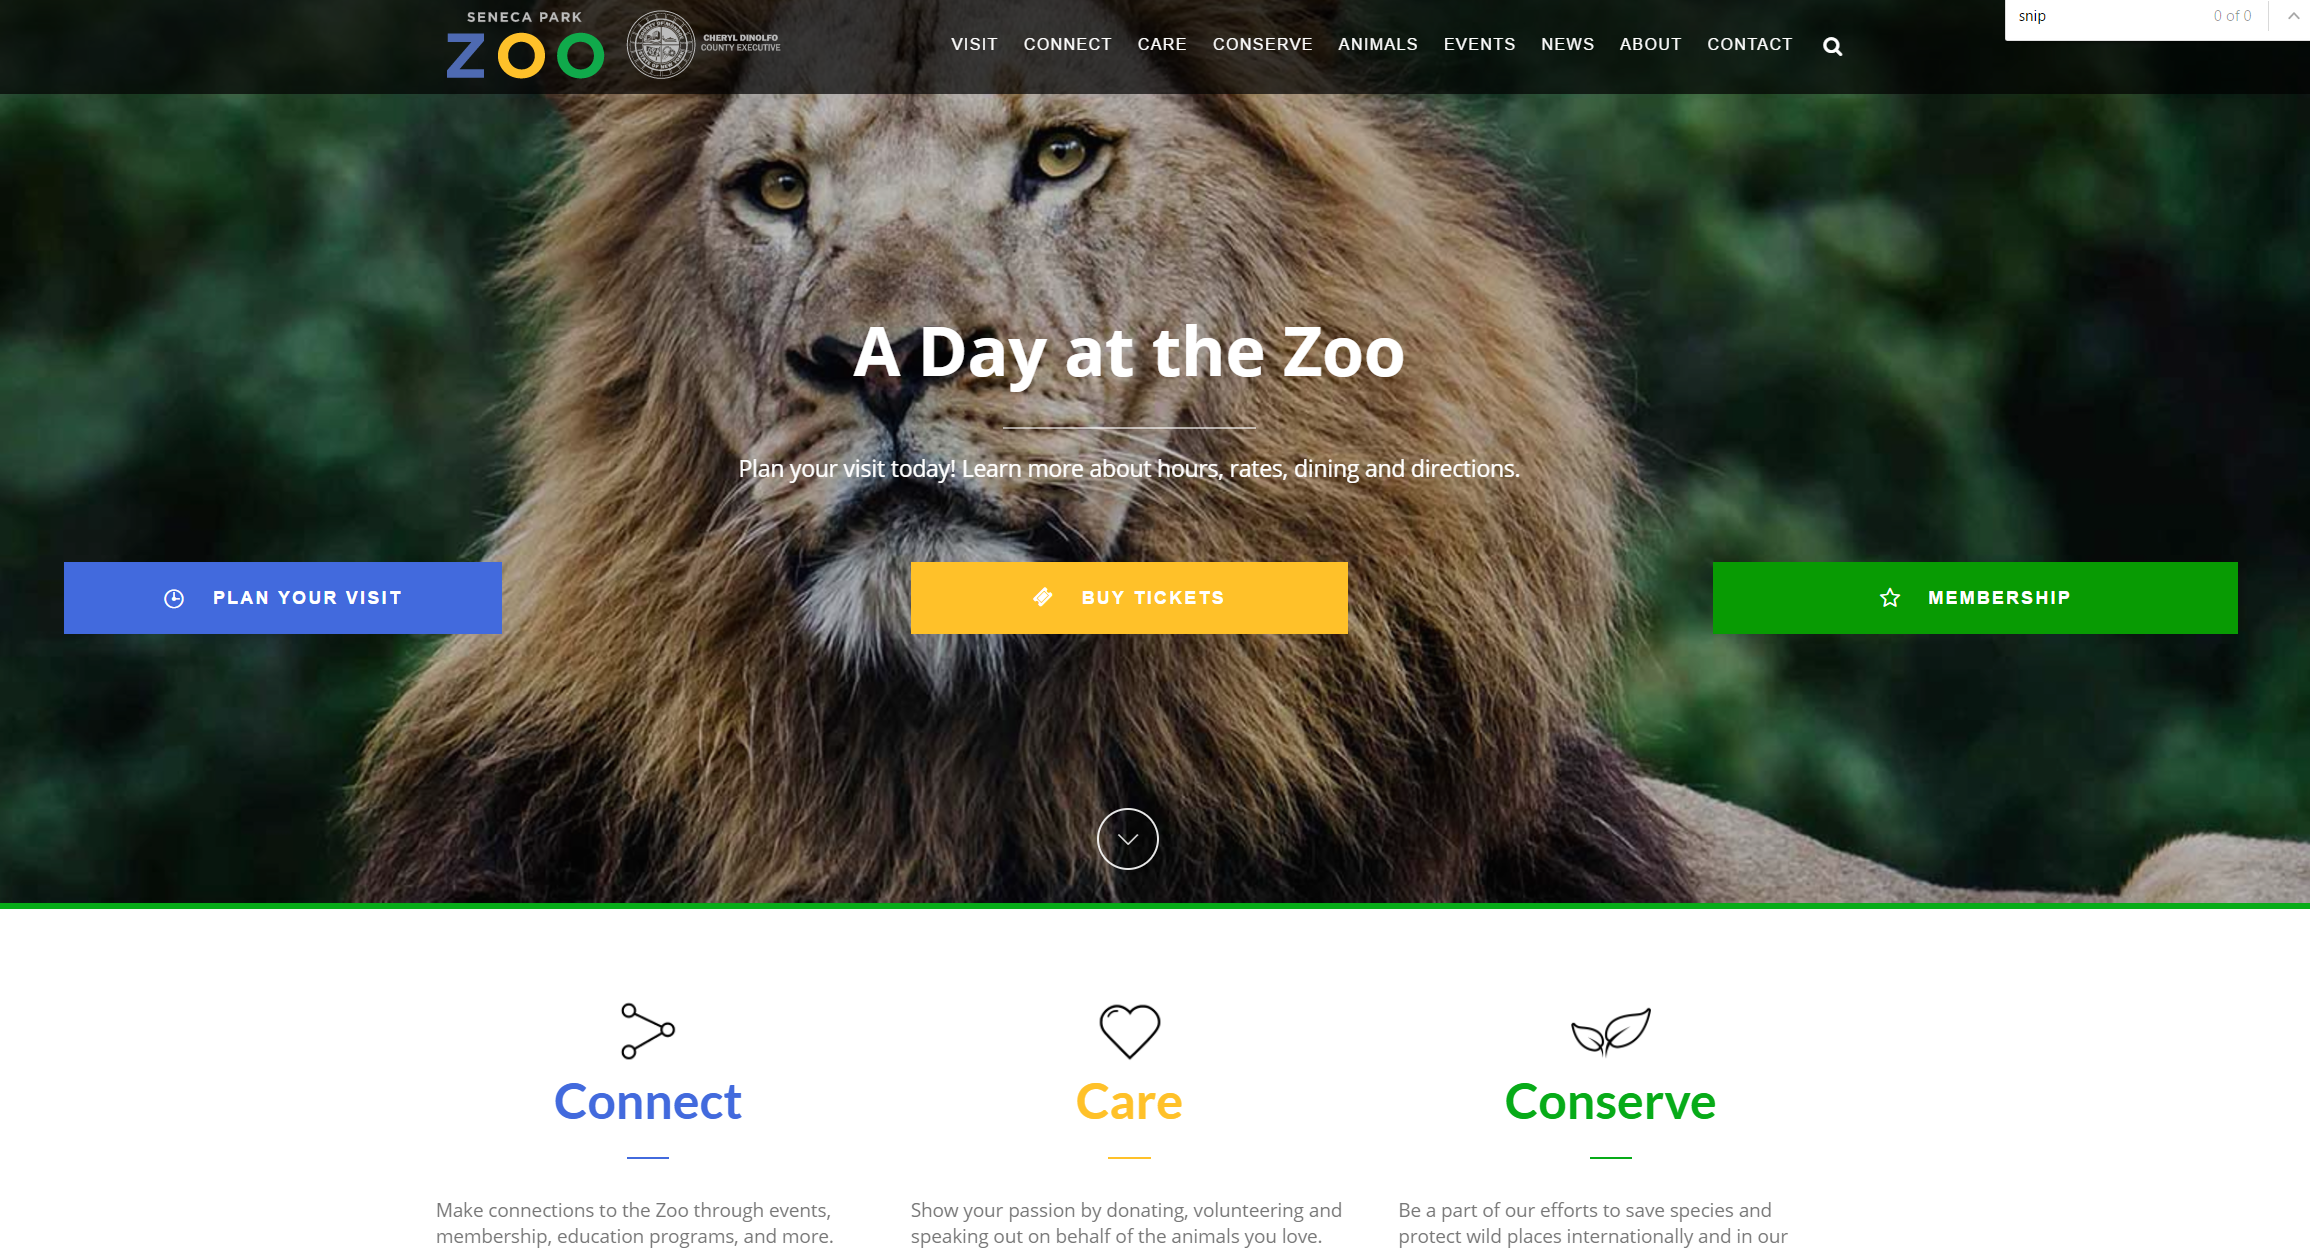 SENECA PARK
ZOO
CHERYL DINOLFO
COUNTY EXECUTIVE
VISIT CONNECT CARE CONSERVE ANIMALS EVENTS NEWS ABOUT CONTACT
snip 0 of 0
A Day at the Zoo
Plan your visit today! Learn more about hours, rates, dining and directions.
PLAN YOUR VISIT
BUY TICKETS
MEMBERSHIP
Connect
Make connections to the Zoo through events,
membership, education programs, and more.
Care
Show your passion by donating, volunteering and
speaking out on behalf of the animals you love.
Conserve
Be a part of our efforts to save species and
protect wild places internationally and in our